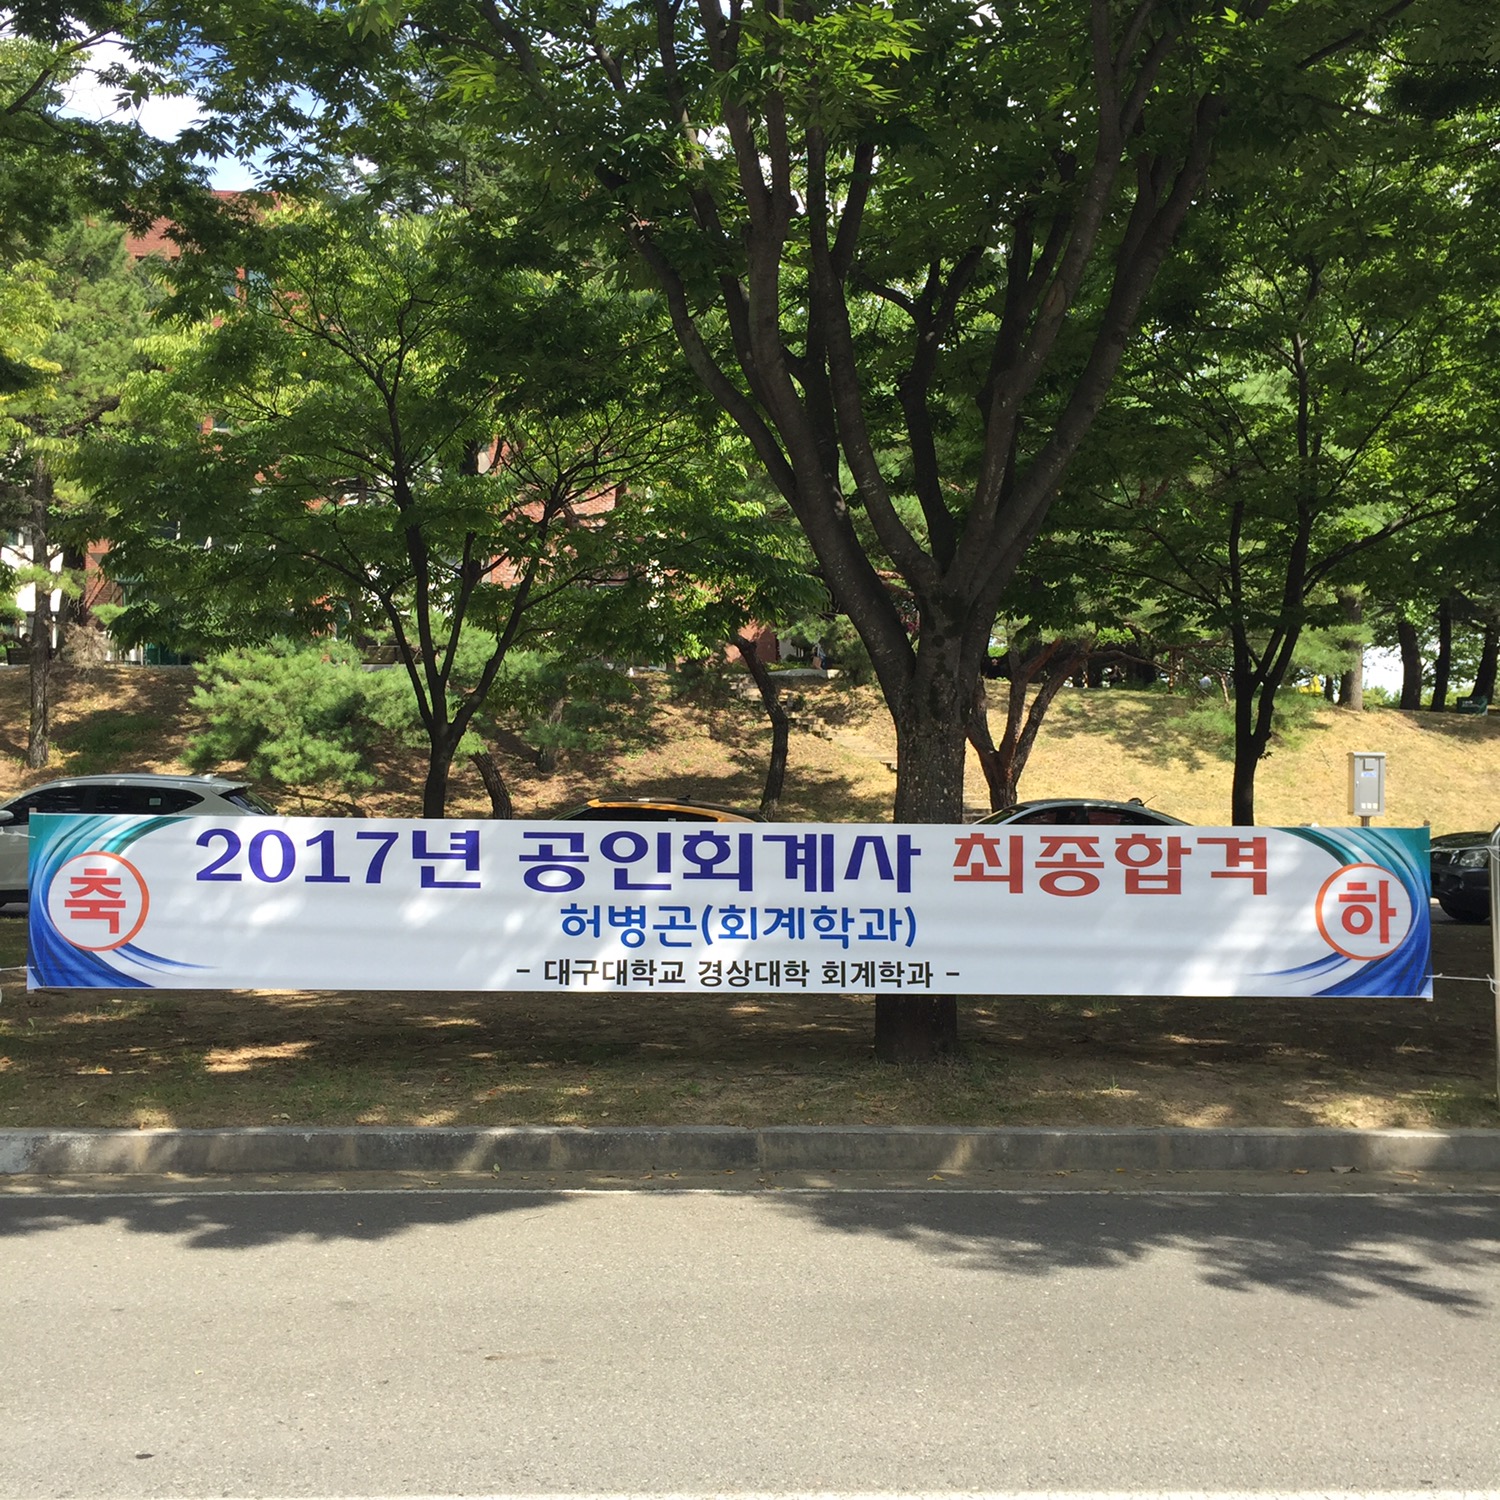 축 2017년 공인회계사 최종합격 하
허병곤(회계학과)
- 대구대학교 경상대학 회계학과 -